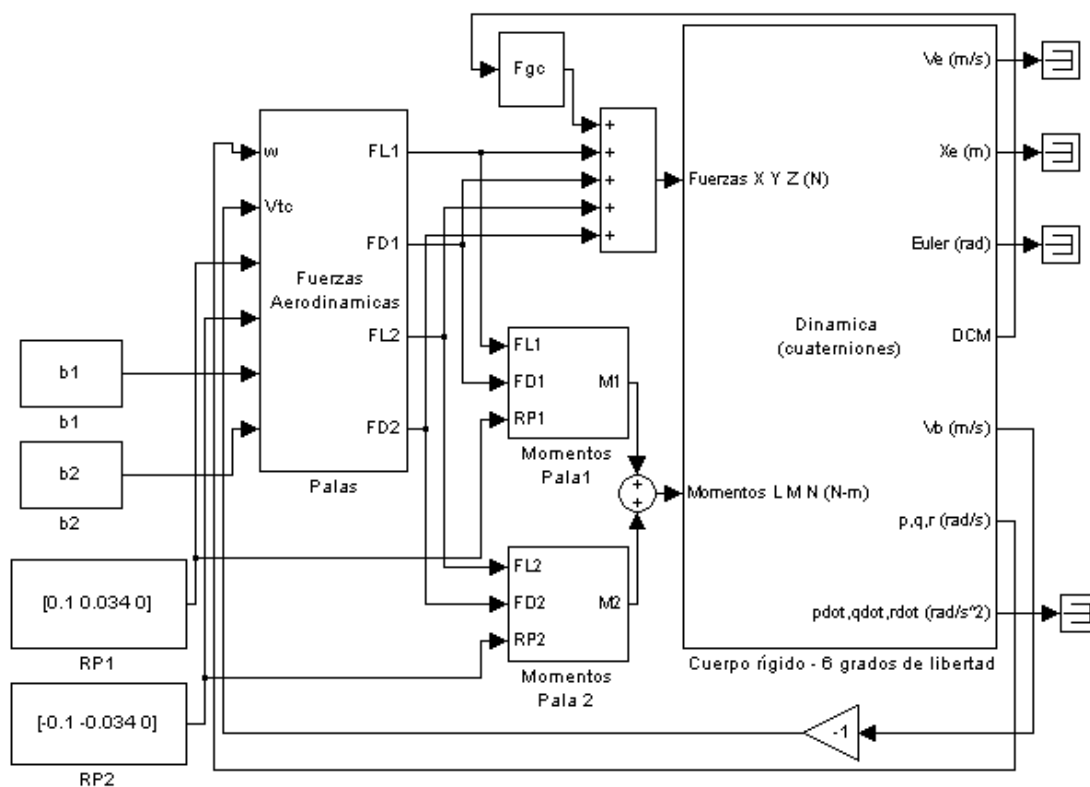 Fgc
+
+
+
+
+
w
Vtc
FL1
FD1
FL2
FD2
Fuerzas
Aerodinamicas
Palas
b1
b1
b2
b2
[0.1 0.034 0]
RP1
[-0.1 -0.034 0]
RP2
FL1
FD1
RP1
M1
Momentos
Pala1
FL2
FD2
RP2
M2
Momentos
Pala 2
+
+
Fuerzas X Y Z (N)
Momentos L M N (N-m)
Dinamica
(cuaterniones)
Ve (m/s)
Xe (m)
Euler (rad)
DCM
Vb (m/s)
p,q,r (rad/s)
pdot,qdot,rdot (rad/s^2)
Cuerpo rígido - 6 grados de libertad
-1